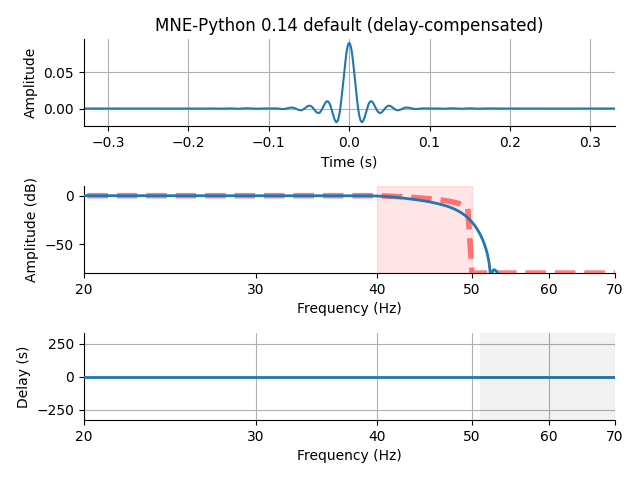 MNE-Python 0.14 default (delay-compensated)
Amplitude
0.05
0.00
−0.3 −0.2 −0.1 0.0 0.1 0.2 0.3
Time (s)
Amplitude (dB)
0
−50
20 30 40 50 60 70
Frequency (Hz)
Delay (s)
250
0
−250
20 30 40 50 60 70
Frequency (Hz)